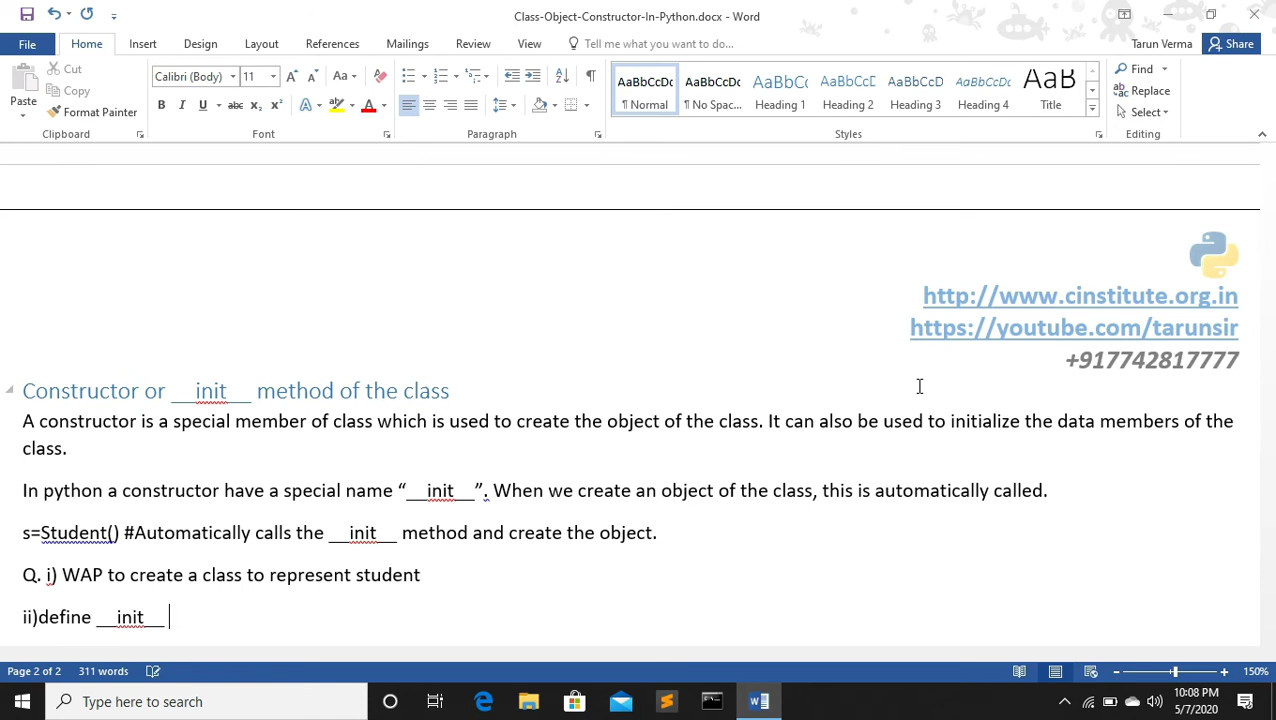 Class-Object-Constructor-In-Python.docx - Word
File Home Insert Design Layout References Mailings Review View Tell me what you want to do... Tarun Verma Share
Paste Cut Copy Format Painter
Clipboard
Calibri (Body) 11 Aa
B I U abc x₂ x² A A
Font
Paragraph
AaBbCcDc ¶ Normal
AaBbCcDc ¶ No Spac...
AaBbCc Heading 1
AaBbCcD Heading 2
AaBbCcD Heading 3
AaBbCcDc Heading 4
AaB Title
Styles
Find
Replace
Select
Editing
http://www.cinstitute.org.in
https://youtube.com/tarunsir
+917742817777
Constructor or __init__ method of the class
A constructor is a special member of class which is used to create the object of the class. It can also be used to initialize the data members of the
class.
In python a constructor have a special name “__init__”. When we create an object of the class, this is automatically called.
s=Student() #Automatically calls the __init__ method and create the object.
Q. i) WAP to create a class to represent student
ii)define __init__
Page 2 of 2 311 words 150%
Type here to search
10:08 PM
5/7/2020